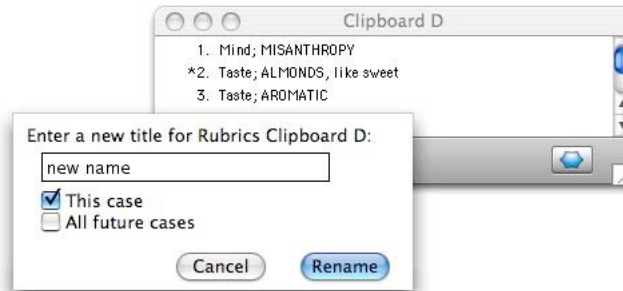 Clipboard D
1. Mind; MISANTHROPY
*2. Taste; ALMONDS, like sweet
3. Taste; AROMATIC
Enter a new title for Rubrics Clipboard D:
new name
This case
All future cases
Cancel Rename